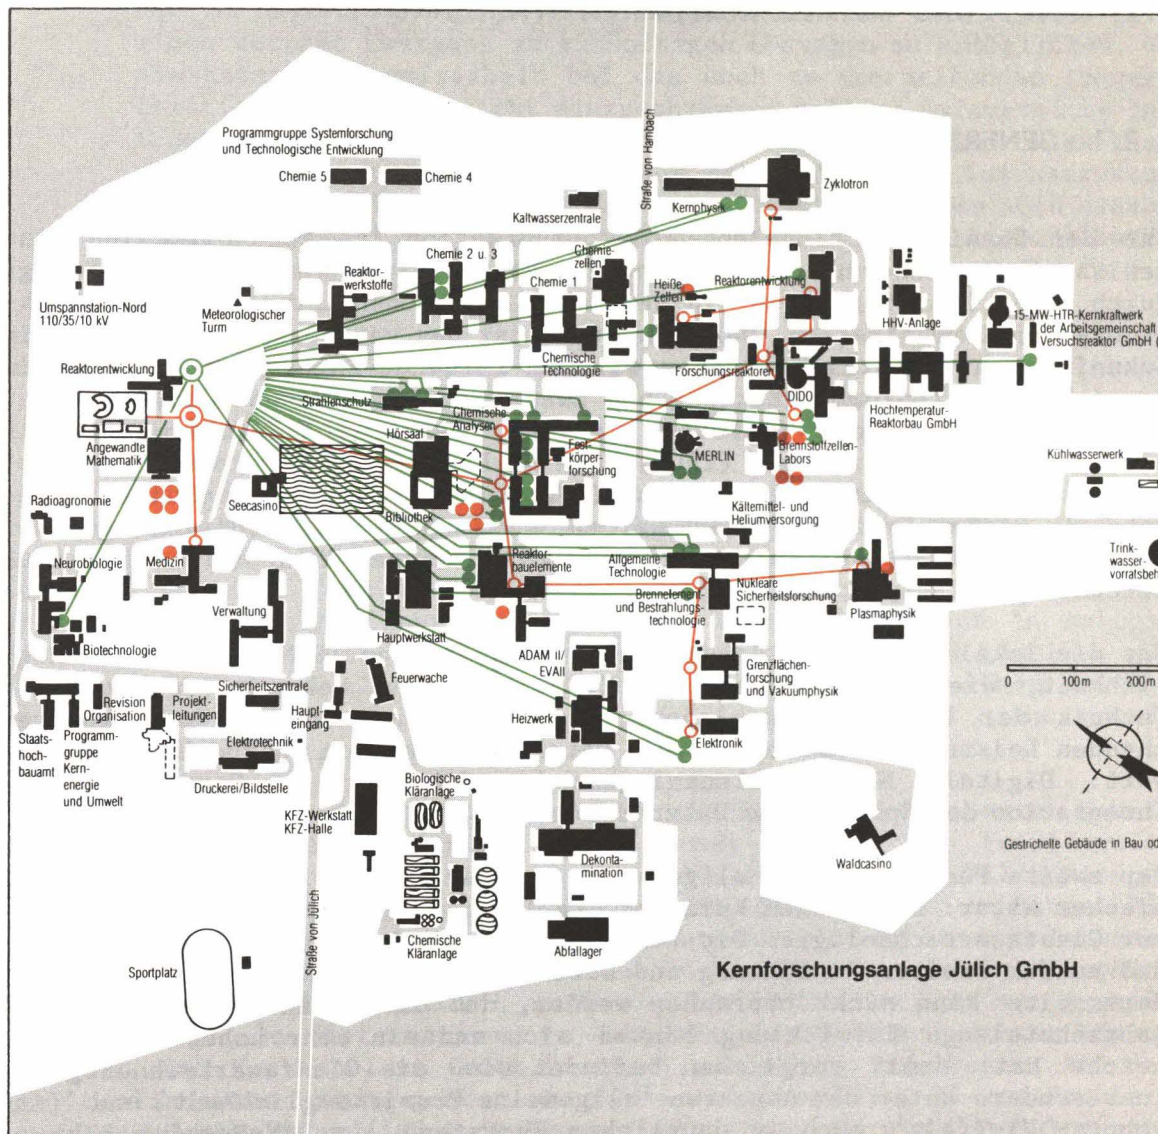 Programmgruppe Systemforschung
und Technologische Entwicklung
Chemie 5
Chemie 4
Straße von Hambach
Kernphysik
Zyklotron
Kaltwasserzentrale
Umspannstation-Nord
110/35/10 kV
Meteorologischer
Turm
Reaktor-
werkstoffe
Chemie 2 u. 3
Chemie 1
Chemie-
zellen
Heiße
Zellen
Reaktorentwicklung
HHV-Anlage
15-MW-HTR-Kernkraftwerk
der Arbeitsgemeinschaft
Versuchsreaktor GmbH (
Reaktorentwicklung
Chemische
Technologie
Forschungsreaktoren
DIDO
Hochtemperatur-
Reaktorbau GmbH
Strahlenschutz
Chemische
Analysen
Hörsaal
Fest-
körper-
forschung
MERLIN
Brennstoffzellen-
Labors
Kühlwasserwerk
Angewandte
Mathematik
Radioagronomie
Seecasino
Bibliothek
Kältemittel- und
Heliumversorgung
Neurobiologie
Medizin
Reaktor-
bauelemente
Allgemeine
Technologie
Brennelement-
und Bestrahlungs-
technologie
Nukleare
Sicherheitsforschung
Plasmaphysik
Trink-
wasser-
vorratsbeh
Verwaltung
Hauptwerkstatt
Biotechnologie
ADAM II/
EVAII
Grenzflächen-
forschung
und Vakuumphysik
0 100 m 200 m
Feuerwache
Sicherheitszentrale
Revision
Organisation
Projekt-
leitungen
Haupt-
eingang
Heizwerk
Elektronik
Staats-
hoch-
bauamt
Programm-
gruppe
Kern-
energie
und Umwelt
Elektrotechnik
Druckerei/Bildstelle
Biologische
Kläranlage
KFZ-Werkstatt
KFZ-Halle
Dekonta-
mination
Waldcasino
Gestrichelte Gebäude in Bau od
Chemische
Kläranlage
Abfallager
Straße von Jülich
Sportplatz
Kernforschungsanlage Jülich GmbH